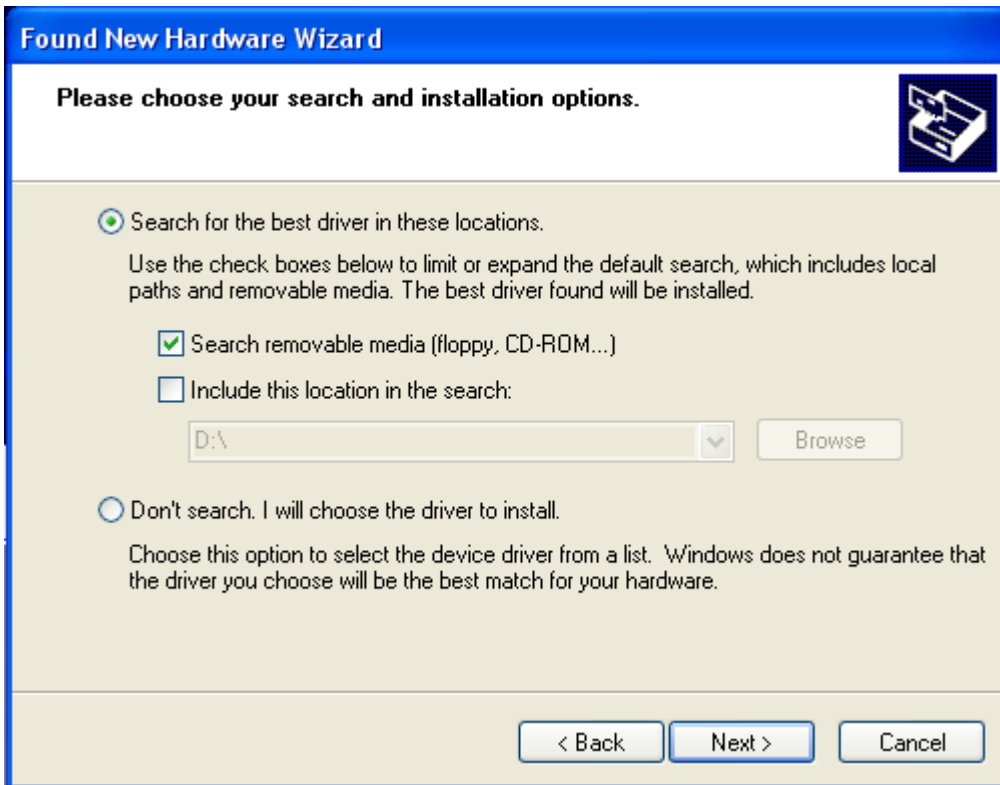 Found New Hardware Wizard
Please choose your search and installation options.
Search for the best driver in these locations.
Use the check boxes below to limit or expand the default search, which includes local
paths and removable media. The best driver found will be installed.
Search removable media (floppy, CD-ROM...)
Include this location in the search:
D:\
Browse
Don't search. I will choose the driver to install.
Choose this option to select the device driver from a list.  Windows does not guarantee that
the driver you choose will be the best match for your hardware.
< Back
Next >
Cancel